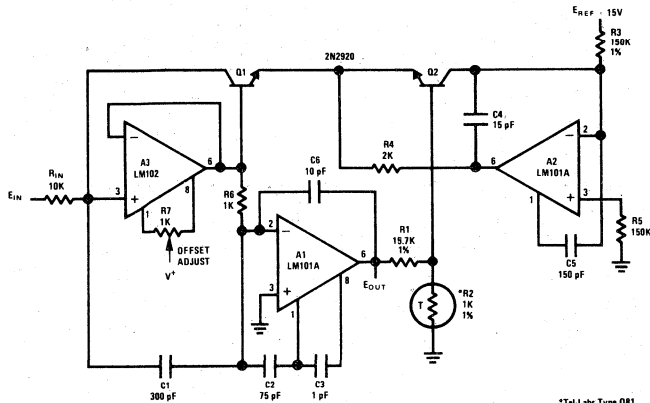 EREF - 15V
R3
150K
1%
2N2920
Q1
Q2
C4
15 pF
A3
LM102
R4
2K
A2
LM101A
C6
10 pF
RIN
10K
EIN
R6
1K
R7
1K
OFFSET
ADJUST
V+
R1
19.7K
1%
A1
LM101A
EOUT
R5
150K
C5
150 pF
*R2
1K
1%
T
C1
300 pF
C2
75 pF
C3
1 pF
− 6 3 + 1 8
− 2 6 3 + 1 8
− 2 6 3 + 1